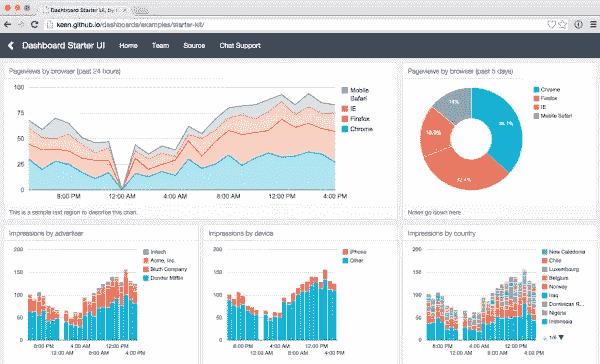 Dashboard Starter UI, by K
keen.github.io/dashboards/examples/starter-kit/
Dashboard Starter UI Home Team Source Chat Support
Pageviews by browser (past 24 hours)
100
75
50
25
0
8:00 PM 12:00 AM 4:00 AM 8:00 AM 12:00 PM 4:00 PM
Mobile
Safari
IE
Firefox
Chrome
This is a sample text region to describe this chart.
Pageviews by browser (past 5 days)
Chrome
Firefox
IE
Mobile Safari
Notes go down here
Impressions by advertiser
200
150
100
50
0
8:00 PM 4:00 AM 12:00 PM
12:00 AM 8:00 AM 4:00 PM
Intech
Acme, Inc.
Bluth Company
Dunder Mifflin
Impressions by device
200
150
100
50
0
8:00 PM 4:00 AM 12:00 PM
12:00 AM 8:00 AM 4:00 PM
iPhone
Other
Impressions by country
200
150
100
50
0
8:00 PM 4:00 AM 12:00 PM
12:00 AM 8:00 AM 4:00 PM
New Caledonia
Chile
Luxembourg
Belgium
Norway
Iraq
Dominican R...
Nigeria
Indonesia
1/6